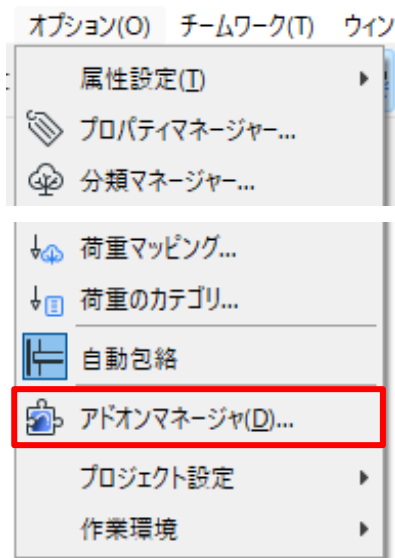 オプション(O) チームワーク(T) ウィン
属性設定(T)
プロパティマネージャー...
分類マネージャー...
荷重マッピング...
荷重のカテゴリ...
自動包絡
アドオンマネージャ(D)...
プロジェクト設定
作業環境